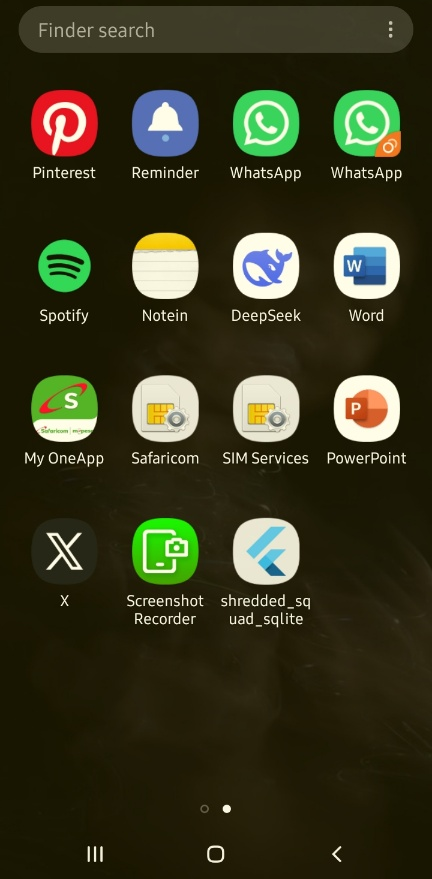 Finder search
Pinterest
Reminder
WhatsApp
WhatsApp
Spotify
Notein
DeepSeek
W
Word
S
Safaricom
My OneApp
Safaricom
SIM Services
P
PowerPoint
X
Screenshot
Recorder
shredded_sq
uad_sqlite